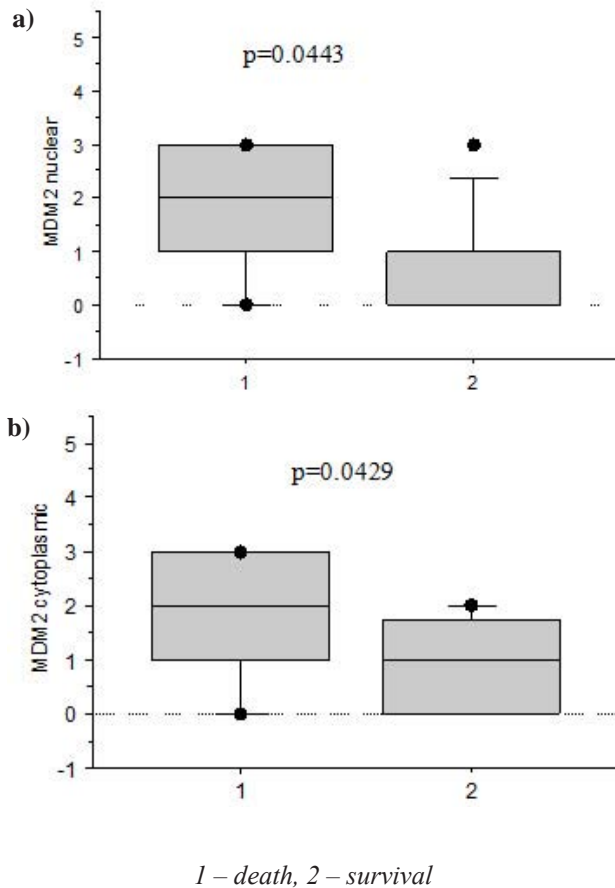 a)
p=0.0443
MDM2 nuclear
5
4
3
2
1
0
-1
1 2
b)
p=0.0429
MDM2 cytoplasmic
5
4
3
2
1
0
-1
1 2
1 – death, 2 – survival